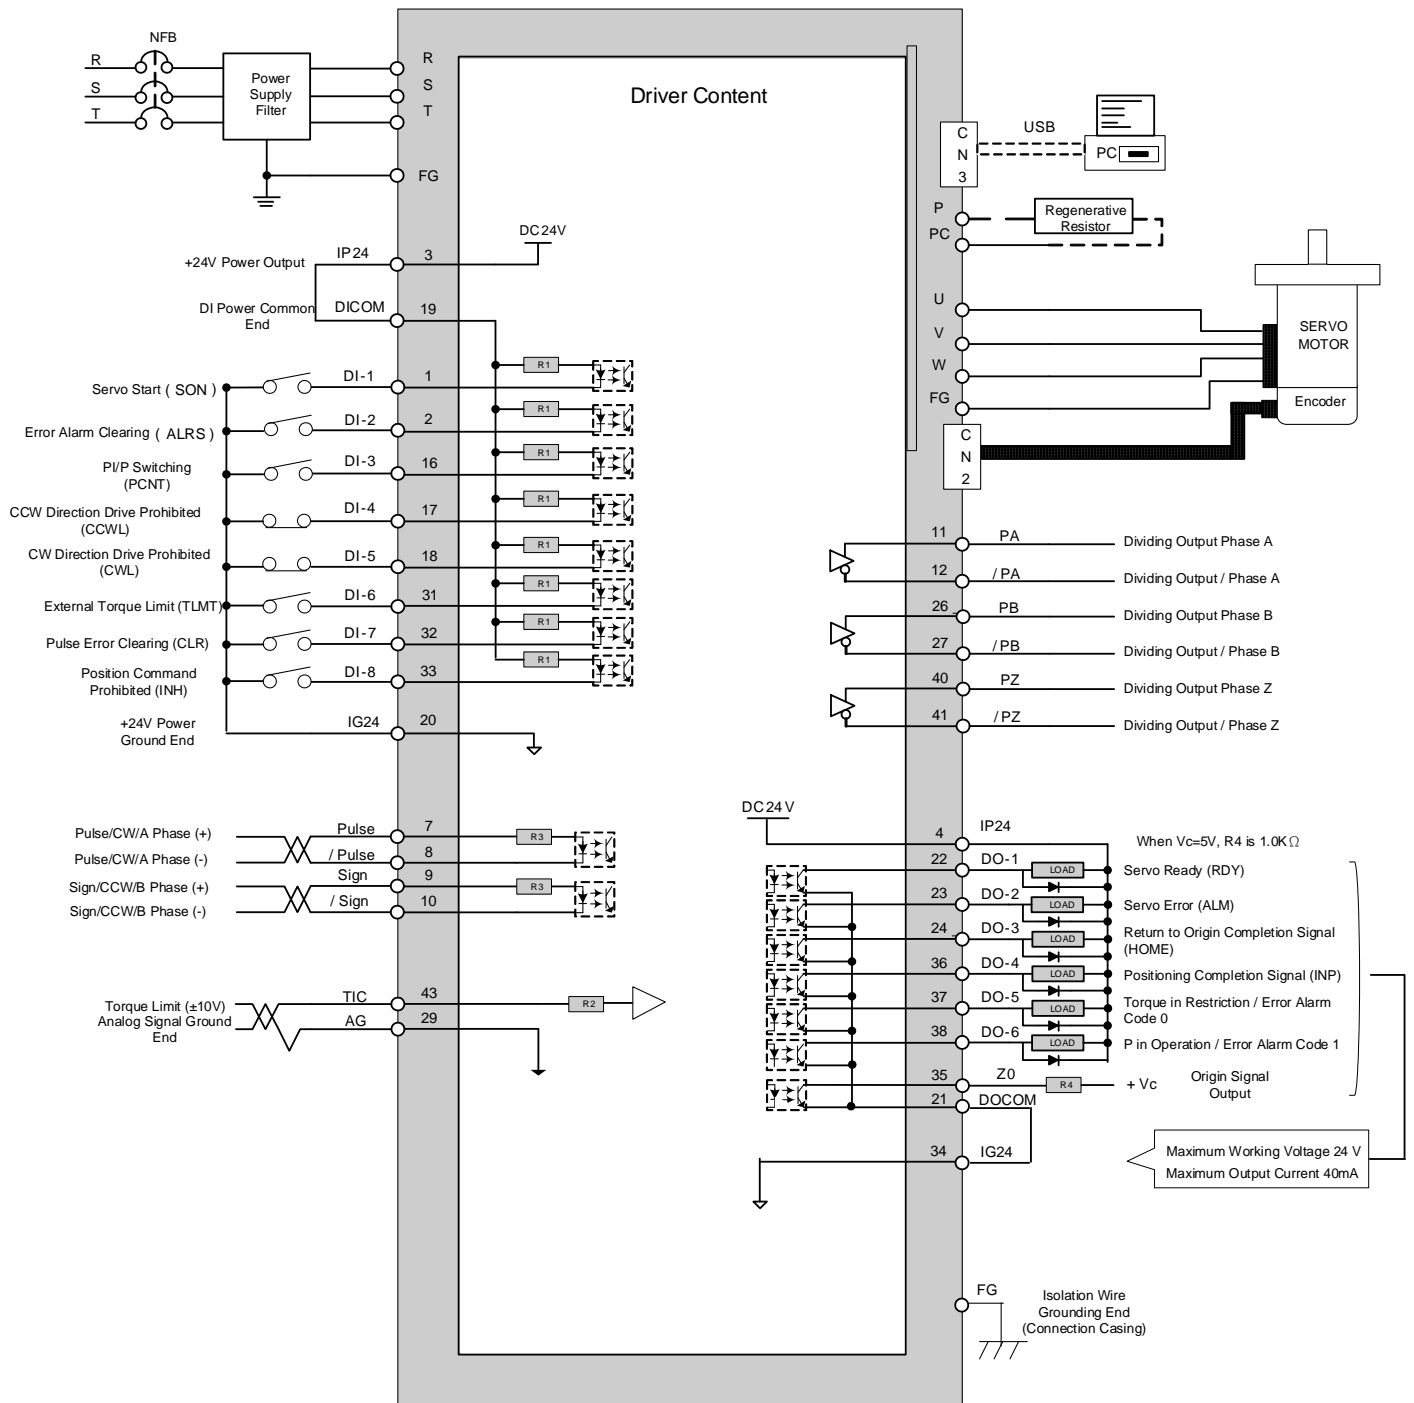 NFB
R
S
T
Power
Supply
Filter
R
S
T
FG
Driver Content
C
N
3
USB
PC
P
PC
Regenerative
Resistor
U
V
W
FG
SERVO
MOTOR
Encoder
C
N
2
DC24V
+24V Power Output
IP24
3
DI Power Common
End
DICOM
19
Servo Start ( SON )
DI-1
1
R1
Error Alarm Clearing ( ALRS )
DI-2
2
R1
PI/P Switching
(PCNT)
DI-3
16
R1
CCW Direction Drive Prohibited
(CCWL)
DI-4
17
R1
CW Direction Drive Prohibited
(CWL)
DI-5
18
R1
External Torque Limit (TLMT)
DI-6
31
R1
Pulse Error Clearing (CLR)
DI-7
32
R1
Position Command
Prohibited (INH)
DI-8
33
R1
+24V Power
Ground End
IG24
20
11
PA
Dividing Output Phase A
12
/ PA
Dividing Output / Phase A
26
PB
Dividing Output Phase B
27
/ PB
Dividing Output / Phase B
40
PZ
Dividing Output Phase Z
41
/ PZ
Dividing Output / Phase Z
Pulse/CW/A Phase (+)
Pulse
7
R3
Pulse/CW/A Phase (-)
/ Pulse
8
Sign/CCW/B Phase (+)
Sign
9
R3
Sign/CCW/B Phase (-)
/ Sign
10
Torque Limit (±10V)
TIC
43
R2
Analog Signal Ground
End
AG
29
DC24 V
4
IP24
When Vc=5V, R4 is 1.0KΩ
22
DO-1
LOAD
Servo Ready (RDY)
23
DO-2
LOAD
Servo Error (ALM)
24
DO-3
LOAD
Return to Origin Completion Signal
(HOME)
36
DO-4
LOAD
Positioning Completion Signal (INP)
37
DO-5
LOAD
Torque in Restriction / Error Alarm
Code 0
38
DO-6
LOAD
P in Operation / Error Alarm Code 1
35
Z0
R4
+ Vc
Origin Signal
Output
21
DOCOM
34
IG24
Maximum Working Voltage 24 V
Maximum Output Current 40mA
FG
Isolation Wire
Grounding End
(Connection Casing)